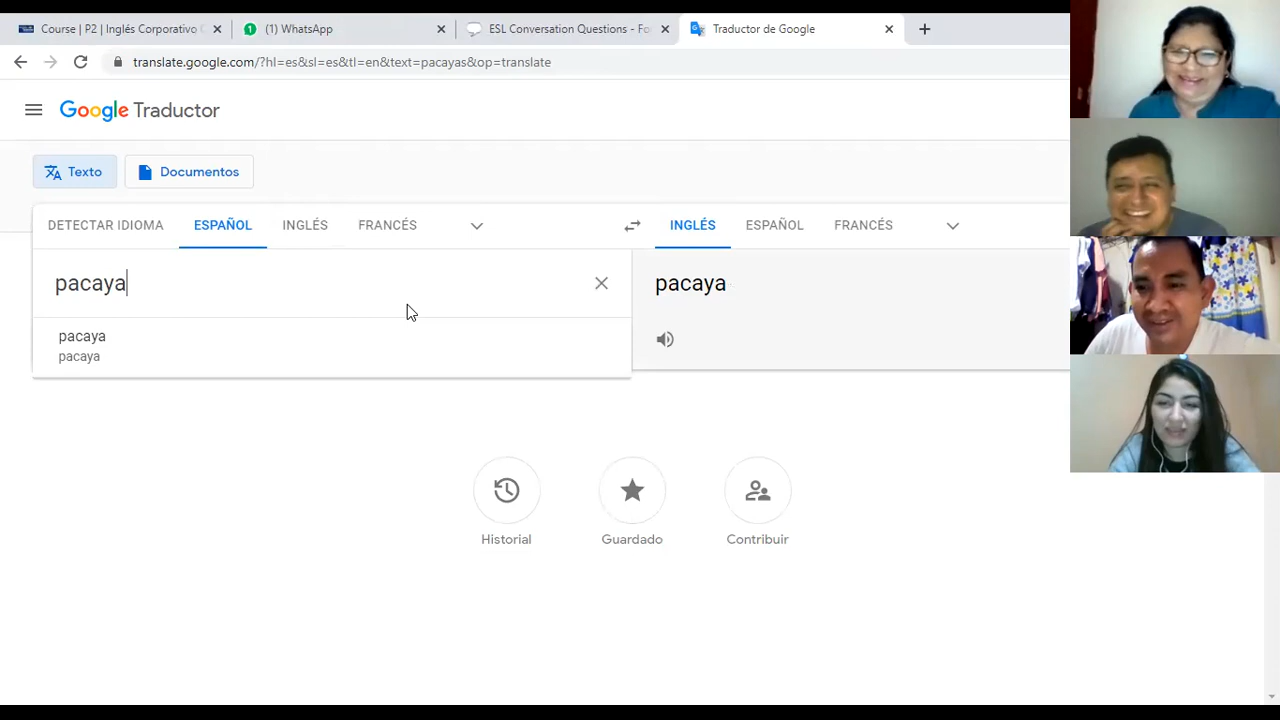 Course | P2 | Inglés Corporativo
(1) WhatsApp
ESL Conversation Questions - Fo
Traductor de Google
translate.google.com/?hl=es&sl=es&tl=en&text=pacayas&op=translate
Google Traductor
Texto
Documentos
DETECTAR IDIOMA ESPAÑOL INGLÉS FRANCÉS
INGLÉS ESPAÑOL FRANCÉS
pacaya
pacaya
pacaya
pacaya
Historial
Guardado
Contribuir